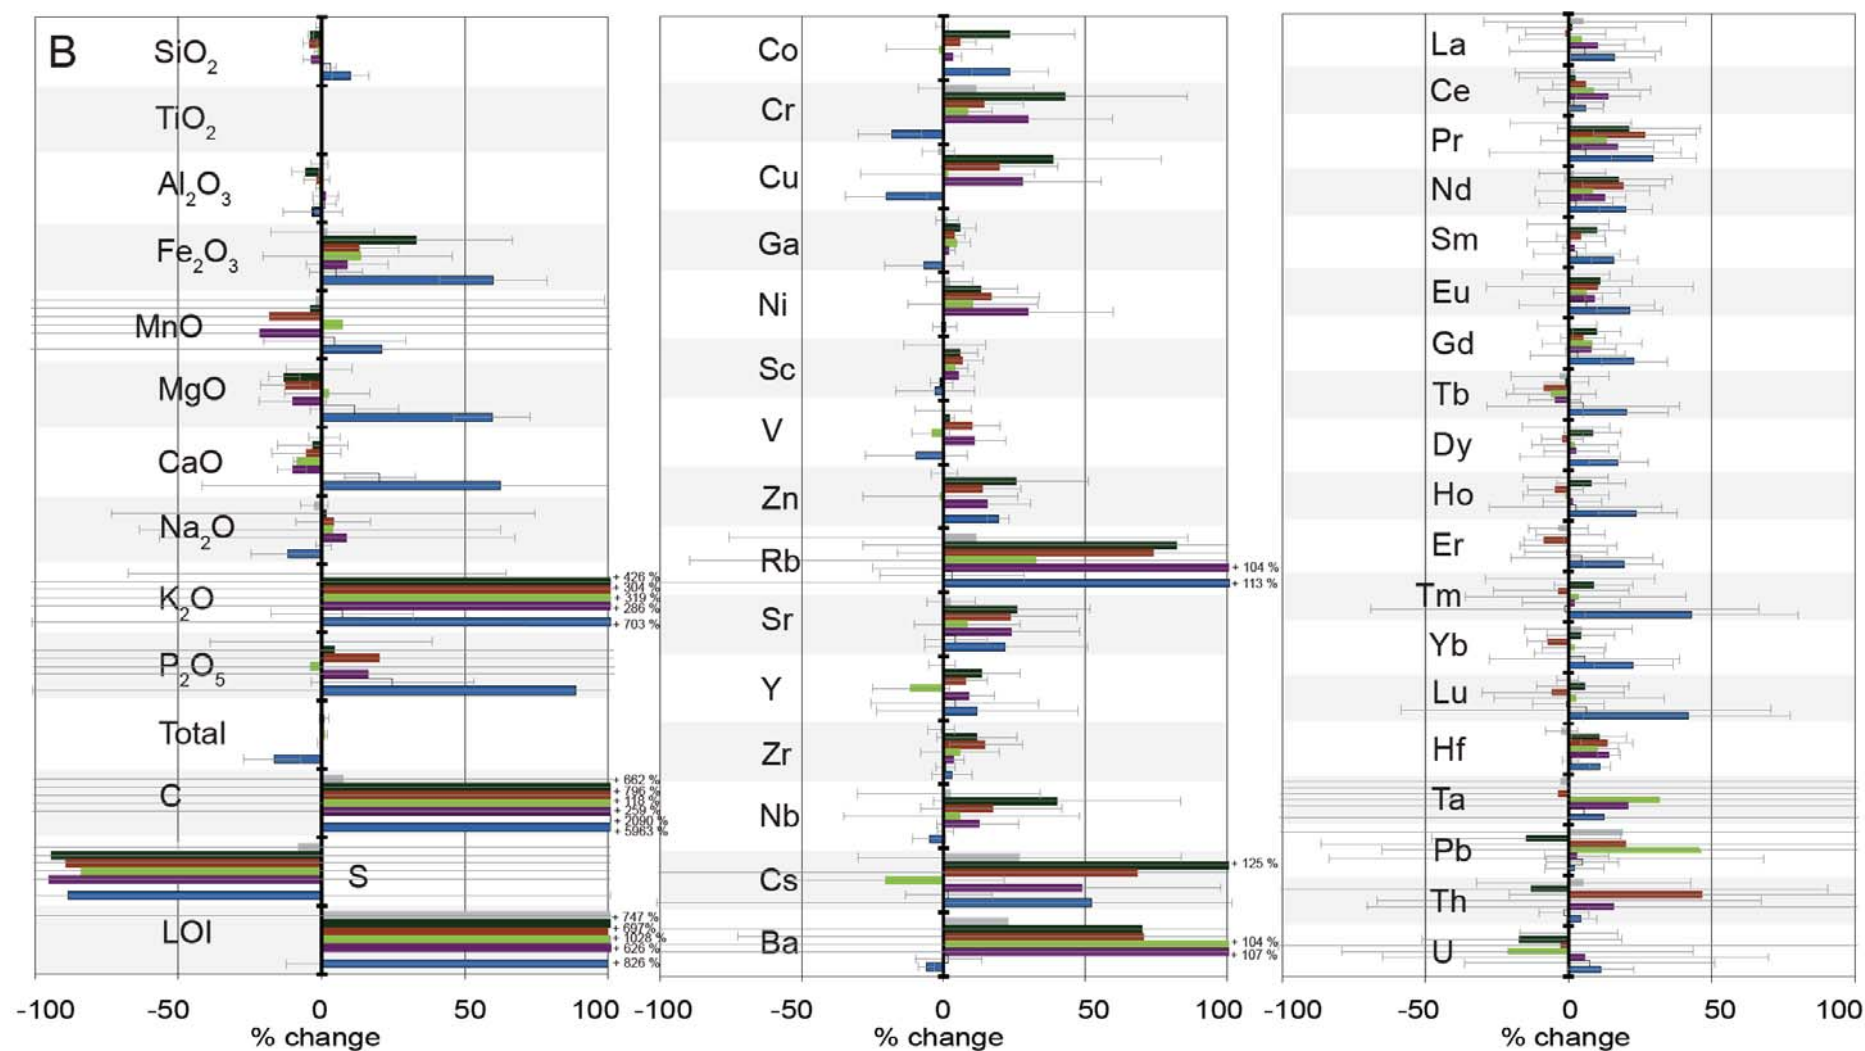 B
SiO2
TiO2
Al2O3
Fe2O3
MnO
MgO
CaO
Na2O
K2O
+ 426 %
+ 304 %
+ 319 %
+ 286 %
+ 703 %
P2O5
Total
C
+ 662 %
+ 796 %
+ 118 %
+ 259 %
+ 2090 %
+ 5963 %
S
LOI
+ 747 %
+ 697%
+ 1028 %
+ 626 %
+ 826 %
-100 -50 0 50 100
% change
Co
Cr
Cu
Ga
Ni
Sc
V
Zn
Rb
+ 104 %
+ 113 %
Sr
Y
Zr
Nb
Cs
+ 125 %
Ba
+ 104 %
+ 107 %
-100 -50 0 50 100
% change
La
Ce
Pr
Nd
Sm
Eu
Gd
Tb
Dy
Ho
Er
Tm
Yb
Lu
Hf
Ta
Pb
Th
U
-100 -50 0 50 100
% change